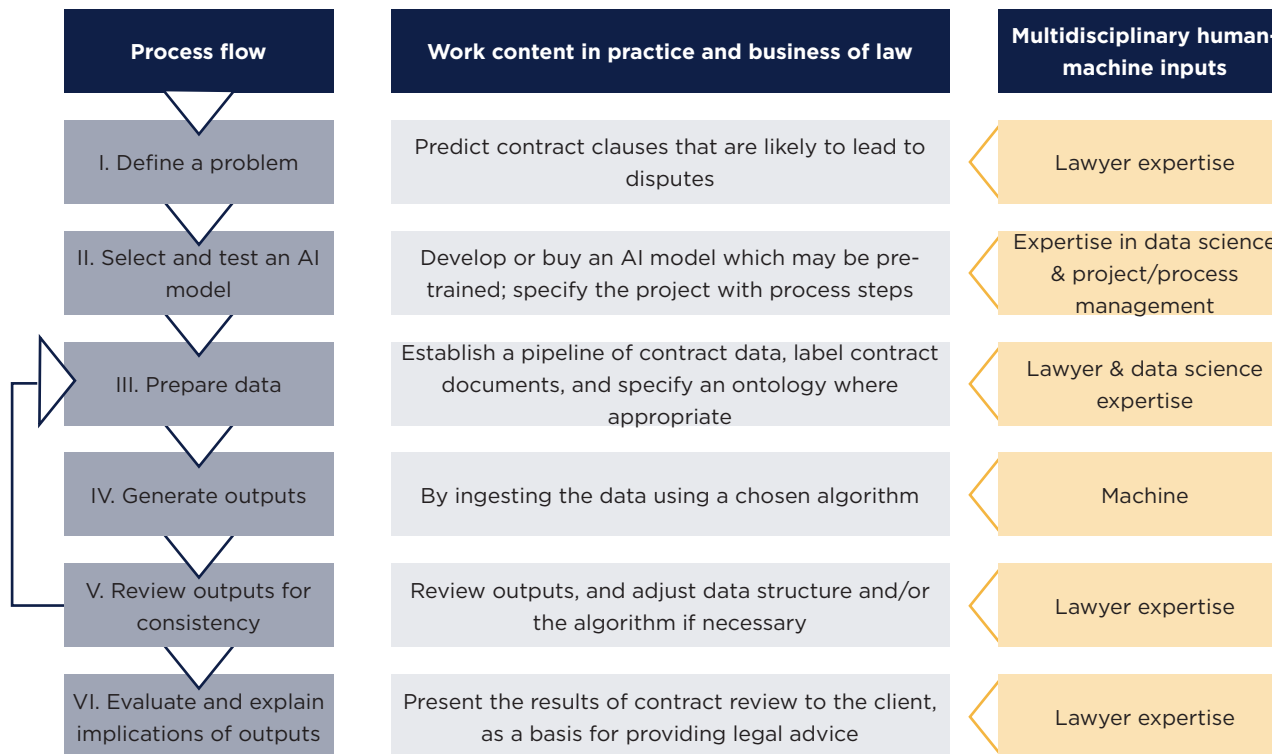 Process flow
Work content in practice and business of law
Multidisciplinary human-
machine inputs
I. Define a problem
Predict contract clauses that are likely to lead to
disputes
Lawyer expertise
II. Select and test an AI
model
Develop or buy an AI model which may be pre-
trained; specify the project with process steps
Expertise in data science
& project/process
management
III. Prepare data
Establish a pipeline of contract data, label contract
documents, and specify an ontology where
appropriate
Lawyer & data science
expertise
IV. Generate outputs
By ingesting the data using a chosen algorithm
Machine
V. Review outputs for
consistency
Review outputs, and adjust data structure and/or
the algorithm if necessary
Lawyer expertise
VI. Evaluate and explain
implications of outputs
Present the results of contract review to the client,
as a basis for providing legal advice
Lawyer expertise